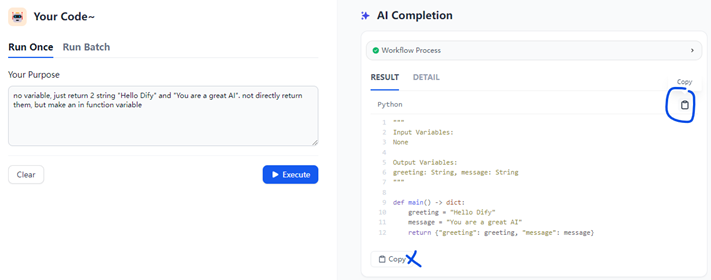 Your Code~
Run Once Run Batch
Your Purpose
no variable, just return 2 string "Hello Dify" and "You are a great AI". not directly return
them, but make an in function variable
Clear
Execute
AI Completion
Workflow Process
RESULT DETAIL
Copy
Python
1 """
2 Input Variables:
3 None
4
5 Output Variables:
6 greeting: String, message: String
7 """
8
9 def main() -> dict:
10     greeting = "Hello Dify"
11     message = "You are a great AI"
12     return {"greeting": greeting, "message": message}
Copy